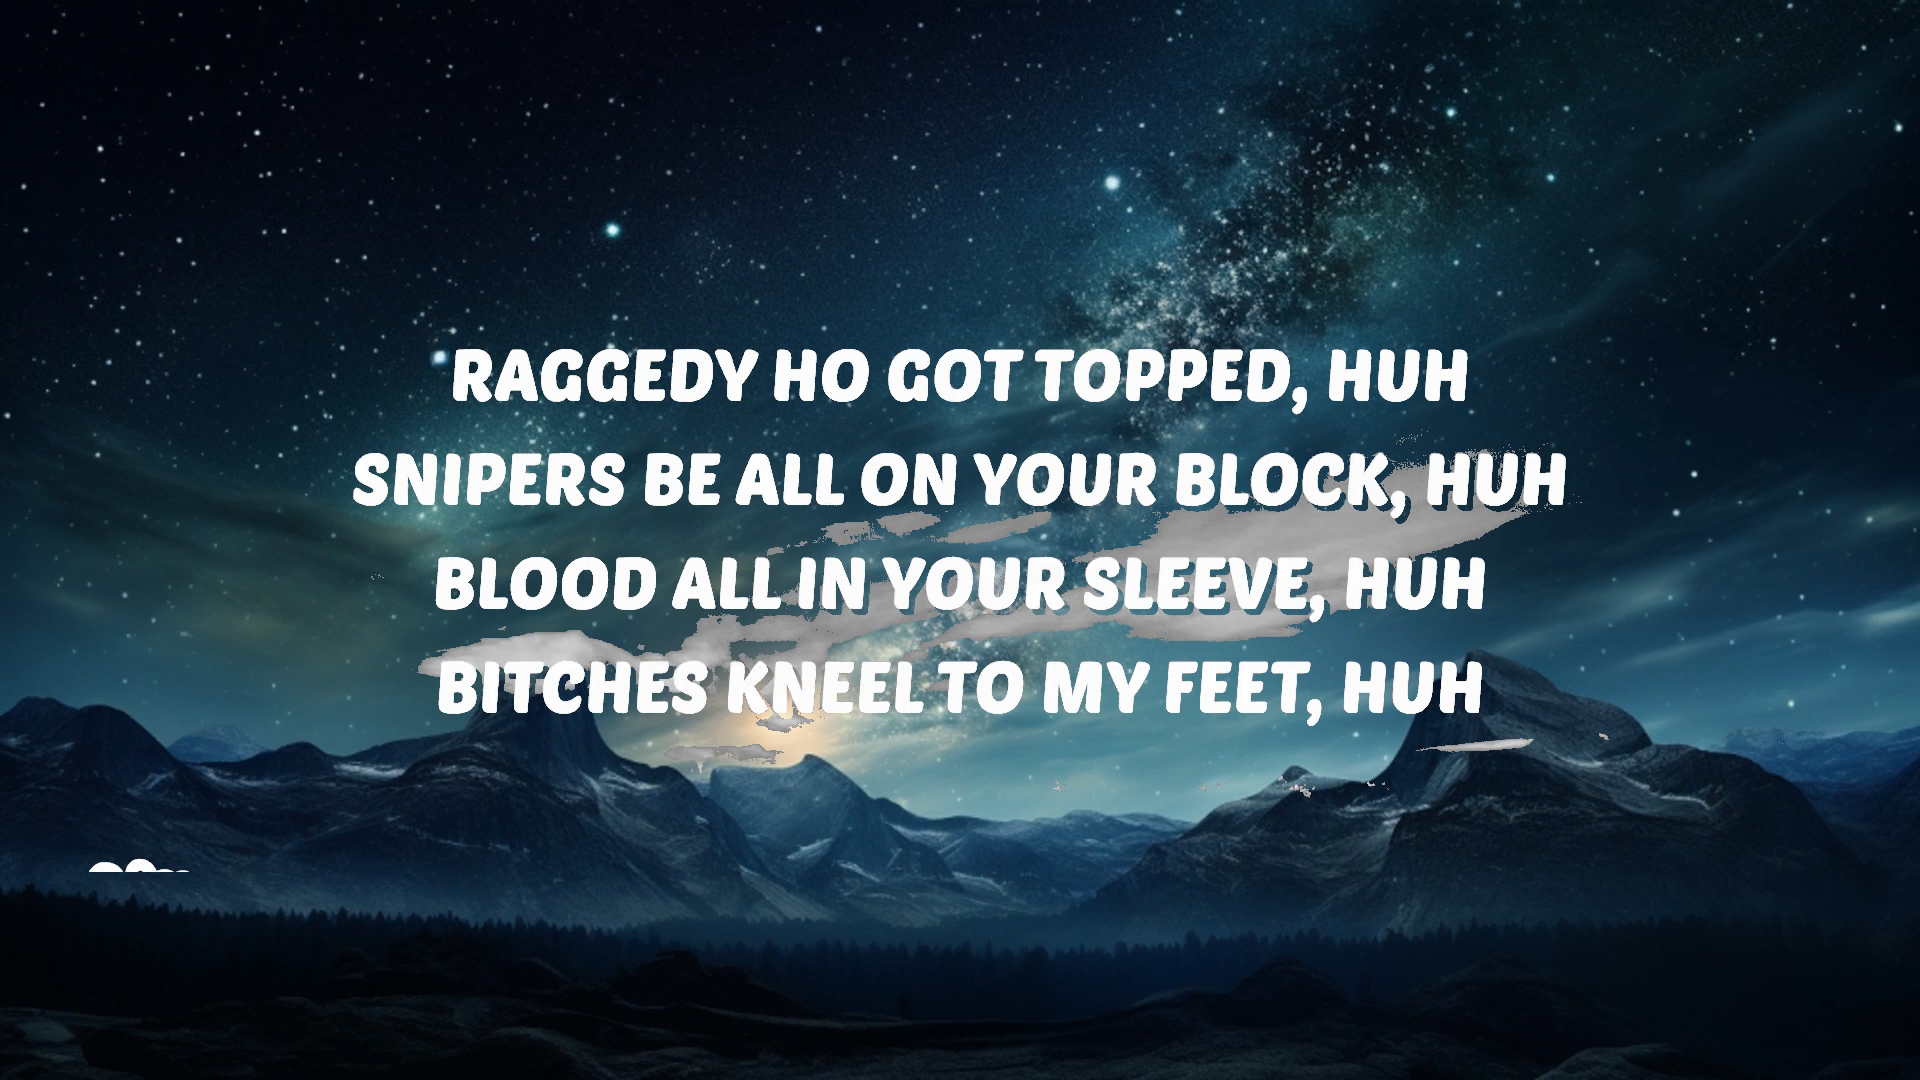 RAGGEDY HO GOT TOPPED, HUH
SNIPERS BE ALL ON YOUR BLOCK, HUH
BLOOD ALL IN YOUR SLEEVE, HUH
BITCHES KNEEL TO MY FEET, HUH